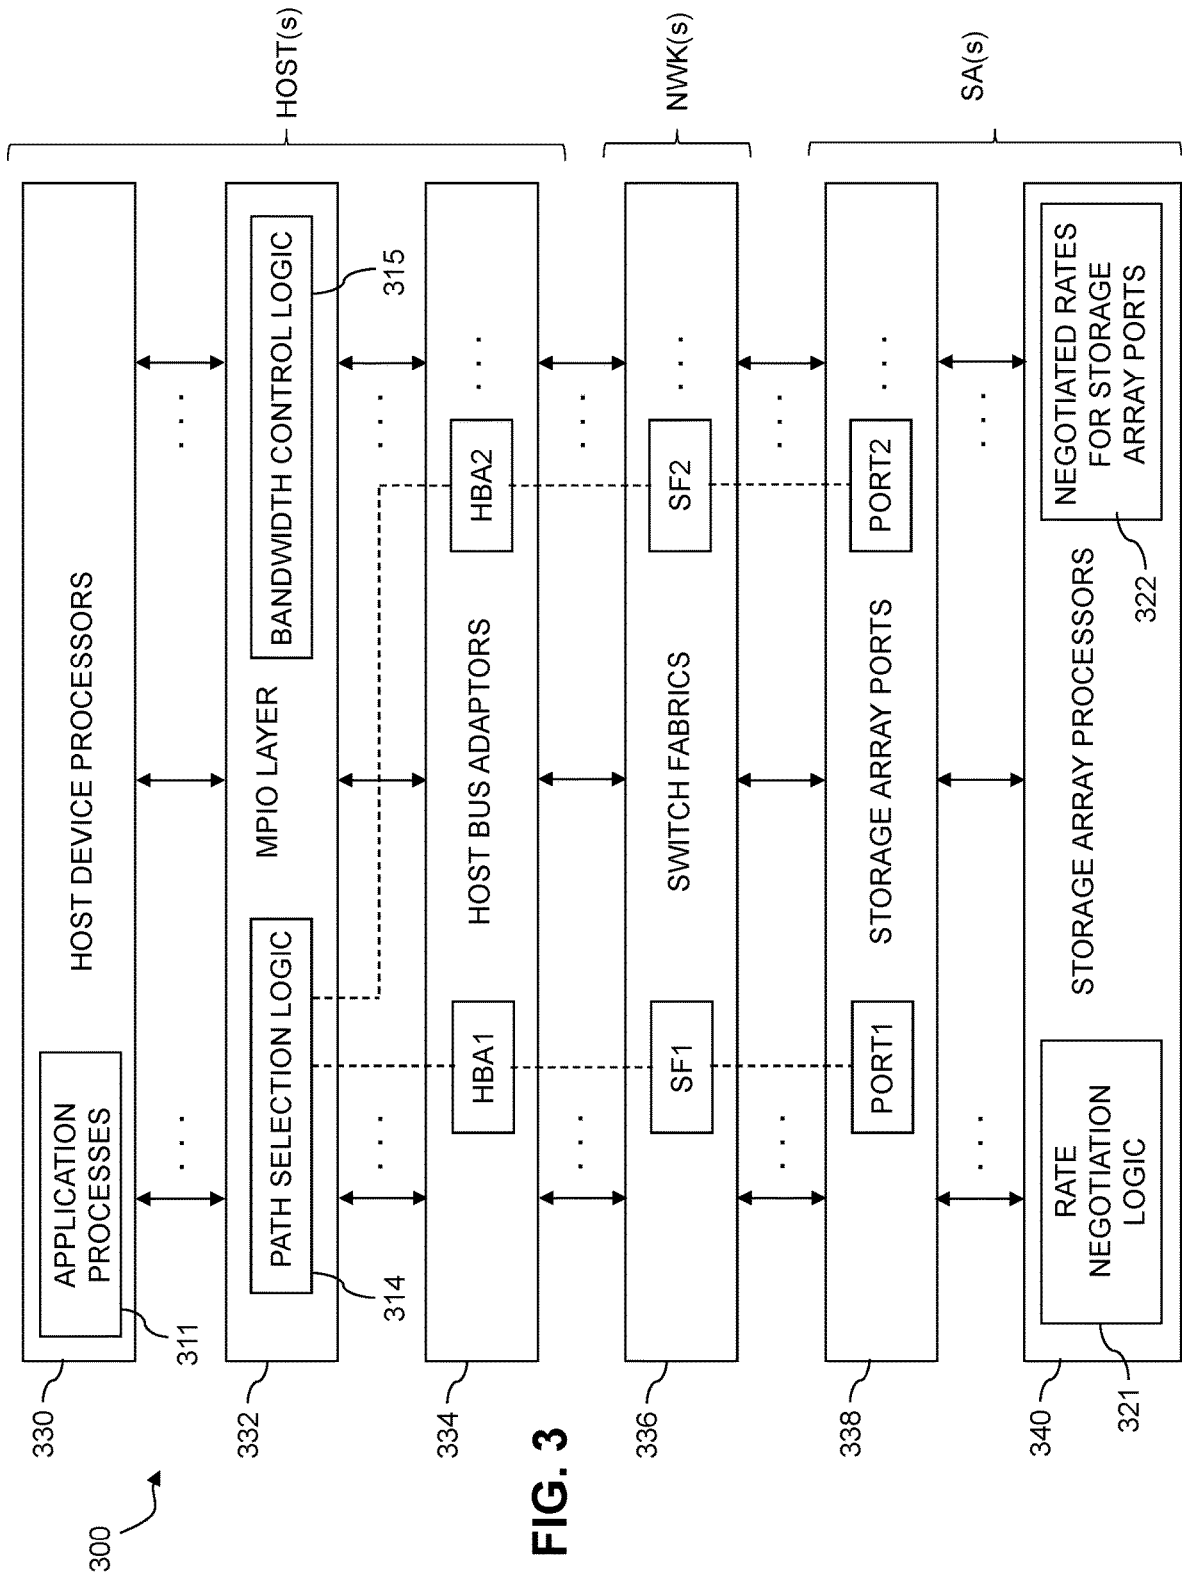 300
330
HOST DEVICE PROCESSORS
APPLICATION
PROCESSES
311
HOST(s)
332
PATH SELECTION LOGIC
314
MPIO LAYER
BANDWIDTH CONTROL LOGIC
315
334
HBA1
HOST BUS ADAPTORS
HBA2
. . .
336
SF1
SWITCH FABRICS
SF2
. . .
NWK(s)
338
PORT1
STORAGE ARRAY PORTS
PORT2
. . .
SA(s)
340
RATE
NEGOTIATION
LOGIC
321
STORAGE ARRAY PROCESSORS
NEGOTIATED RATES
FOR STORAGE
ARRAY PORTS
322
FIG. 3